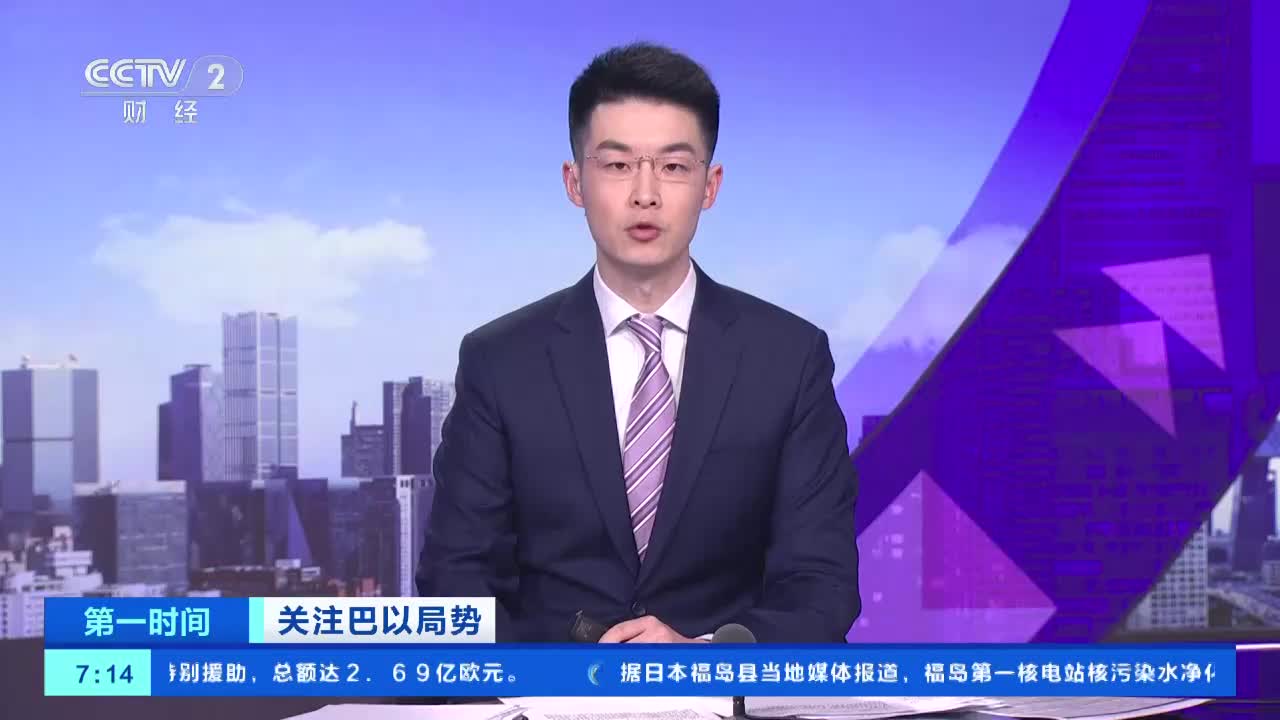 CCTV 2
财经
第一时间
关注巴以局势
7:14
特别援助，总额达2．69亿欧元。
据日本福岛县当地媒体报道，福岛第一核电站核污染水净化